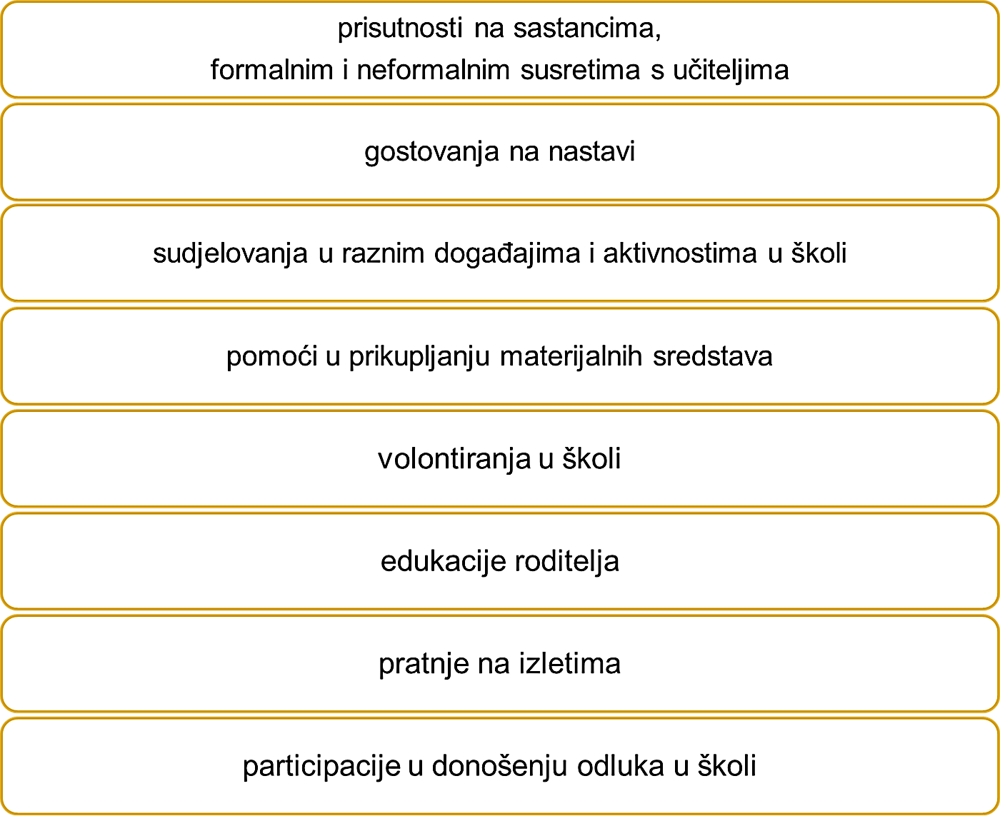 prisutnosti na sastancima,
formalnim i neformalnim susretima s učiteljima
gostovanja na nastavi
sudjelovanja u raznim događajima i aktivnostima u školi
pomoći u prikupljanju materijalnih sredstava
volontiranja u školi
edukacije roditelja
pratnje na izletima
participacije u donošenju odluka u školi